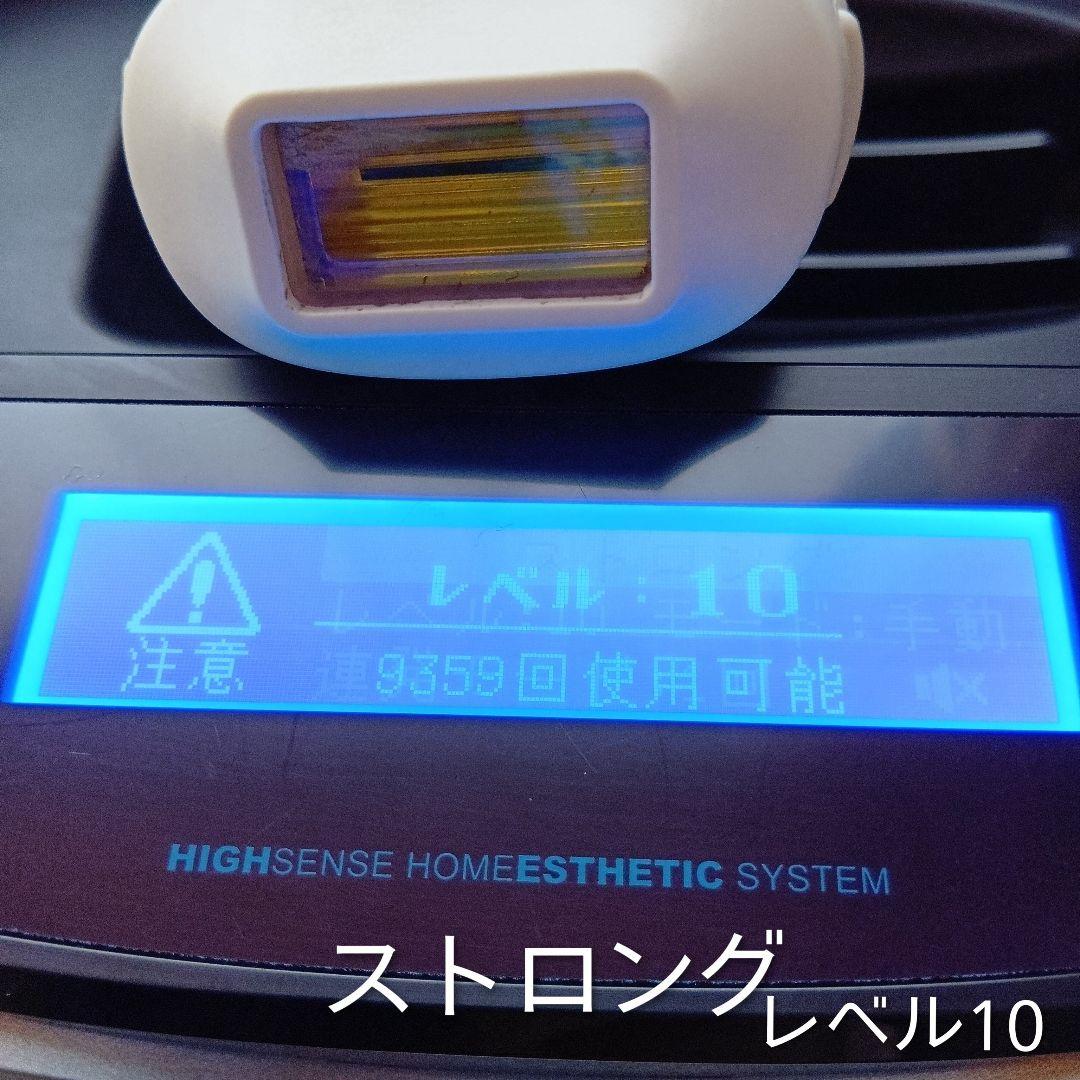 レベル：10
9359回使用可能
注意
手動
HIGHSENSE HOMEESTHETIC SYSTEM
ストロング
レベル10